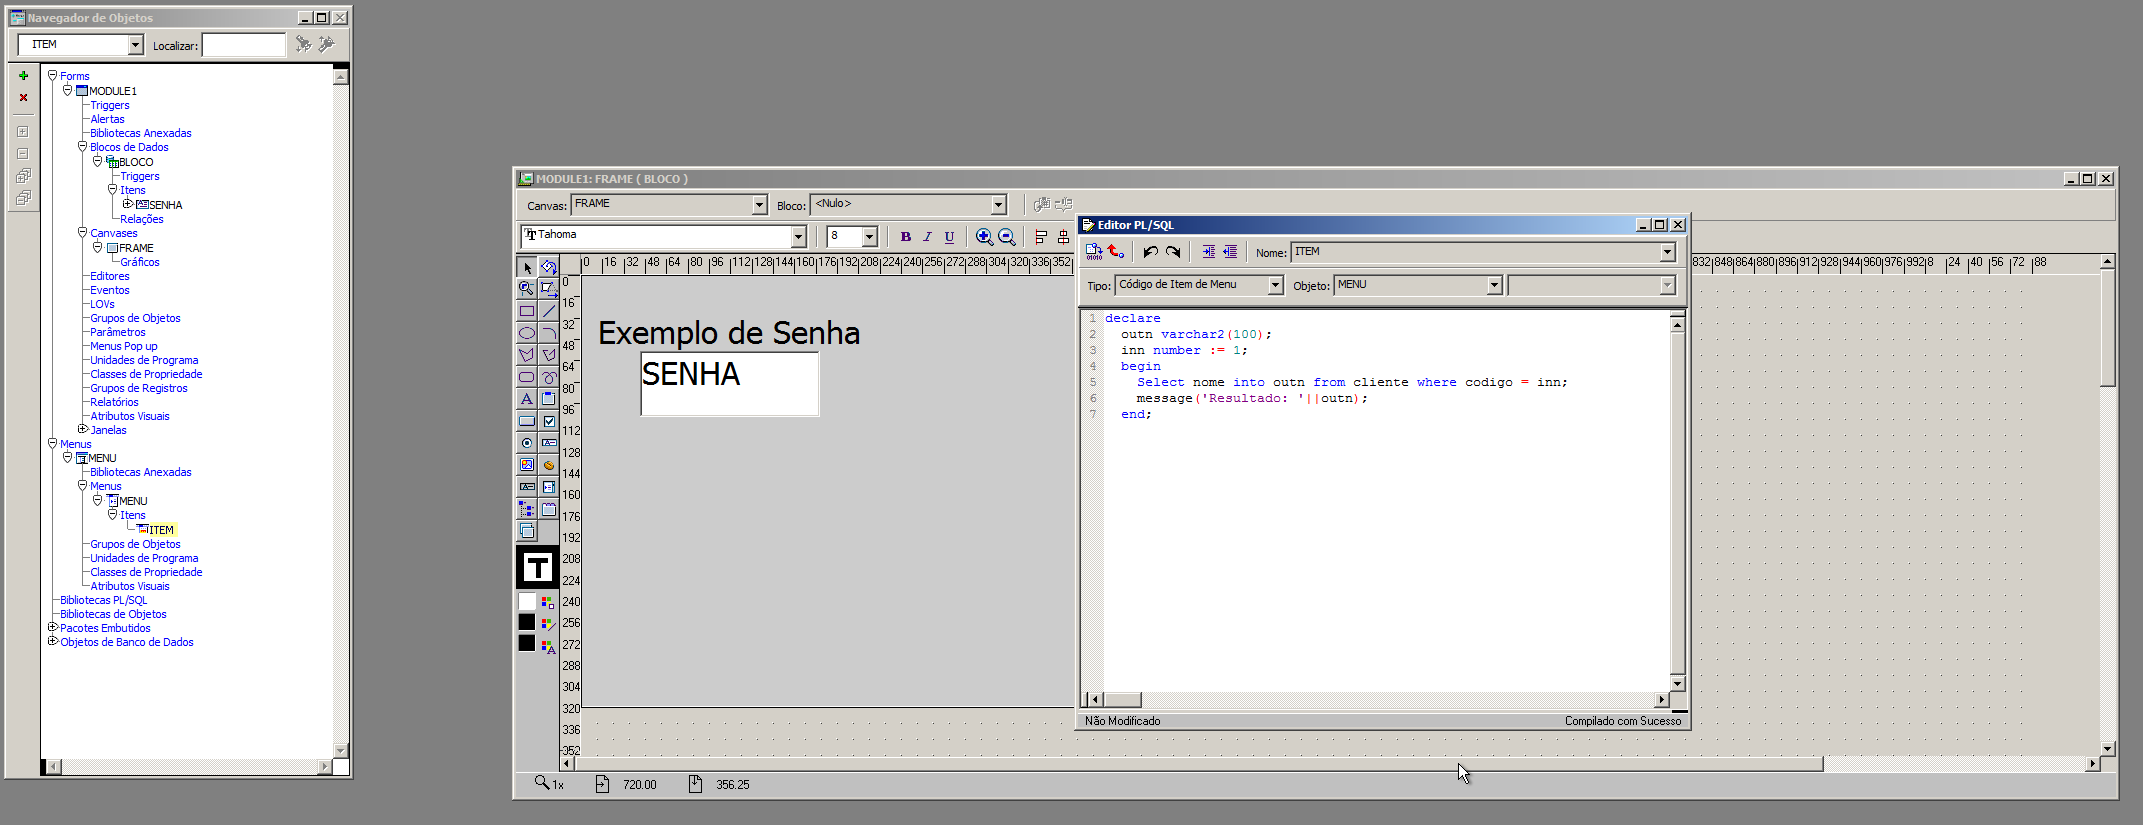 Navegador de Objetos
ITEM
Localizar:
Forms
MODULE1
Triggers
Alertas
Bibliotecas Anexadas
Blocos de Dados
BLOCO
Triggers
Itens
SENHA
Relações
Canvases
FRAME
Gráficos
Editores
Eventos
LOVs
Grupos de Objetos
Parâmetros
Menus Pop up
Unidades de Programa
Classes de Propriedade
Grupos de Registros
Relatórios
Atributos Visuais
Janelas
Menus
MENU
Bibliotecas Anexadas
Menus
MENU
Itens
ITEM
Grupos de Objetos
Unidades de Programa
Classes de Propriedade
Atributos Visuais
Bibliotecas PL/SQL
Bibliotecas de Objetos
Pacotes Embutidos
Objetos de Banco de Dados
MODULE1: FRAME ( BLOCO )
Canvas: FRAME Bloco: <Nulo>
Tahoma 8 B I U
0 16 32 48 64 80 96 112 128 144 160 176 192 208 224 240 256 272 288 304 320 336 352
832 848 864 880 896 912 928 944 960 976 992 8 24 40 56 72 88
0
16
32
48
64
80
96
112
128
144
160
176
192
208
224
240
256
272
288
304
320
336
352
Exemplo de Senha
SENHA
1x 720.00 356.25
Editor PL/SQL
Nome: ITEM
Tipo: Código de Item de Menu Objeto: MENU
1 declare
2 outn varchar2(100);
3 inn number := 1;
4 begin
5 Select nome into outn from cliente where codigo = inn;
6 message('Resultado: '||outn);
7 end;
Não Modificado Compilado com Sucesso